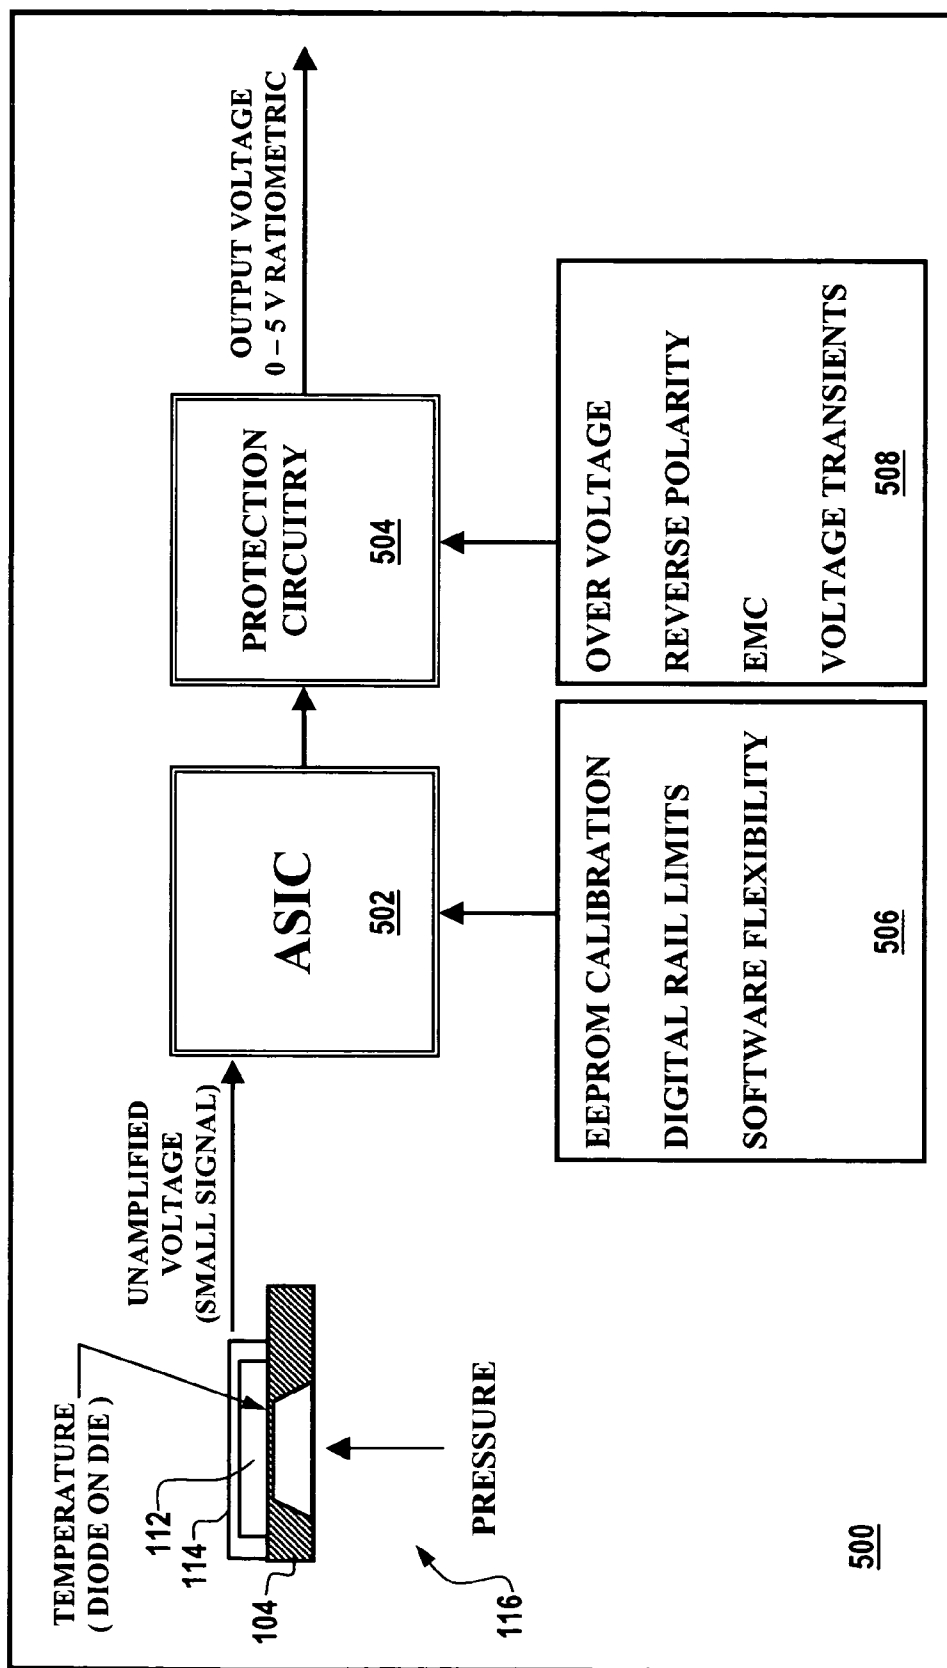 TEMPERATURE
( DIODE ON DIE )
112
114
104
116
PRESSURE
UNAMPLIFIED
VOLTAGE
(SMALL SIGNAL)
ASIC
502
PROTECTION
CIRCUITRY
504
OUTPUT VOLTAGE
0 – 5 V RATIOMETRIC
EEPROM CALIBRATION
DIGITAL RAIL LIMITS
SOFTWARE FLEXIBILITY
506
OVER VOLTAGE
REVERSE POLARITY
EMC
VOLTAGE TRANSIENTS
508
500